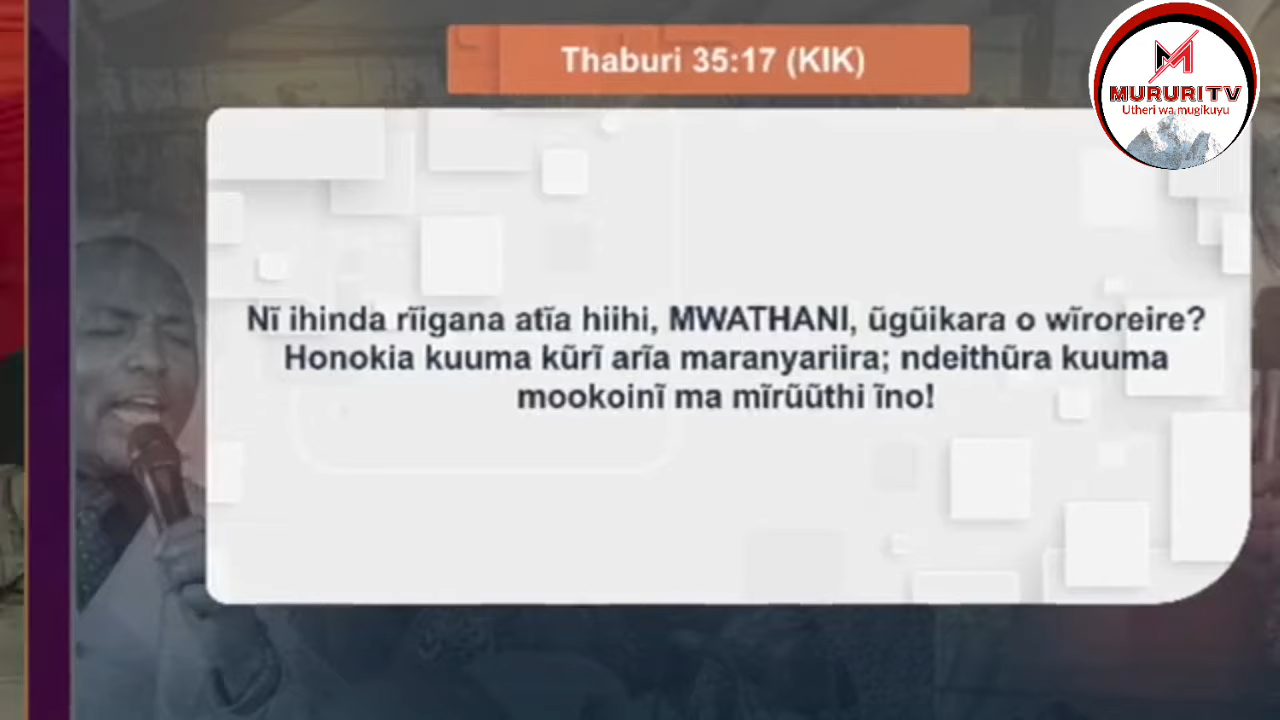 Thaburi 35:17 (KIK)
M
MURURI TV
Utheri wa mugikuyu
Nĩ ihinda rĩigana atĩa hiihi, MWATHANI, ũgũikara o wĩroreire?
Honokia kuuma kũrĩ arĩa maranyariira; ndeithũra kuuma
mookoinĩ ma mĩrũũthi ĩno!